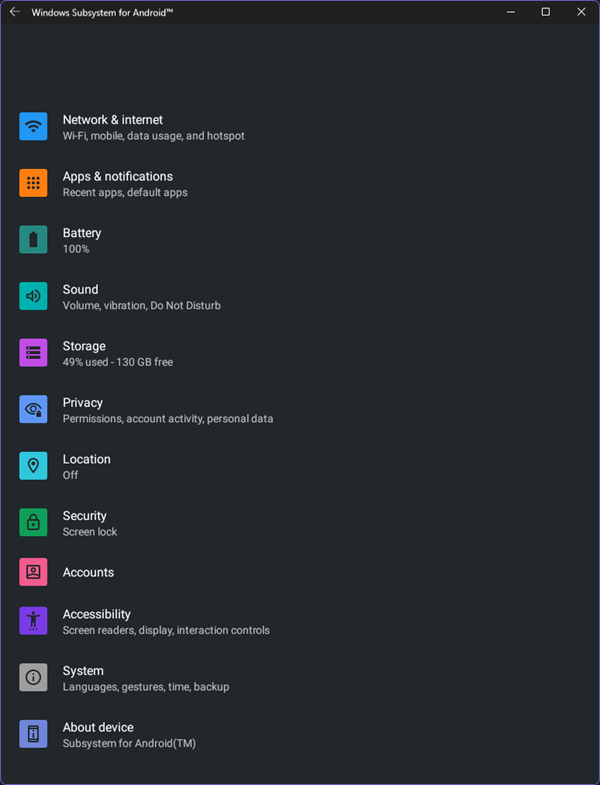 Windows Subsystem for Android™
Network & internet
Wi-Fi, mobile, data usage, and hotspot
Apps & notifications
Recent apps, default apps
Battery
100%
Sound
Volume, vibration, Do Not Disturb
Storage
49% used - 130 GB free
Privacy
Permissions, account activity, personal data
Location
Off
Security
Screen lock
Accounts
Accessibility
Screen readers, display, interaction controls
System
Languages, gestures, time, backup
About device
Subsystem for Android(TM)